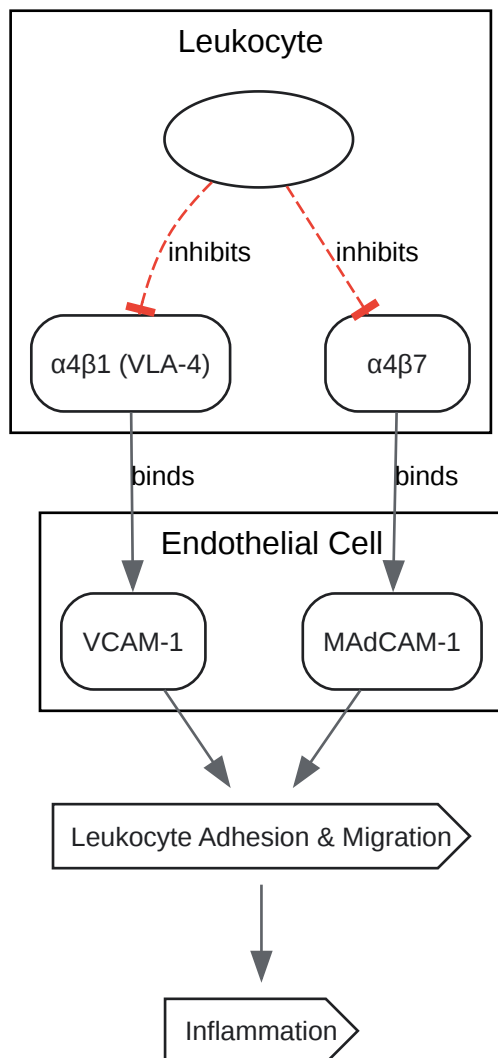 Leukocyte
inhibits
inhibits
α4β1 (VLA-4)
α4β7
binds
binds
Endothelial Cell
VCAM-1
MAdCAM-1
Leukocyte Adhesion & Migration
Inflammation